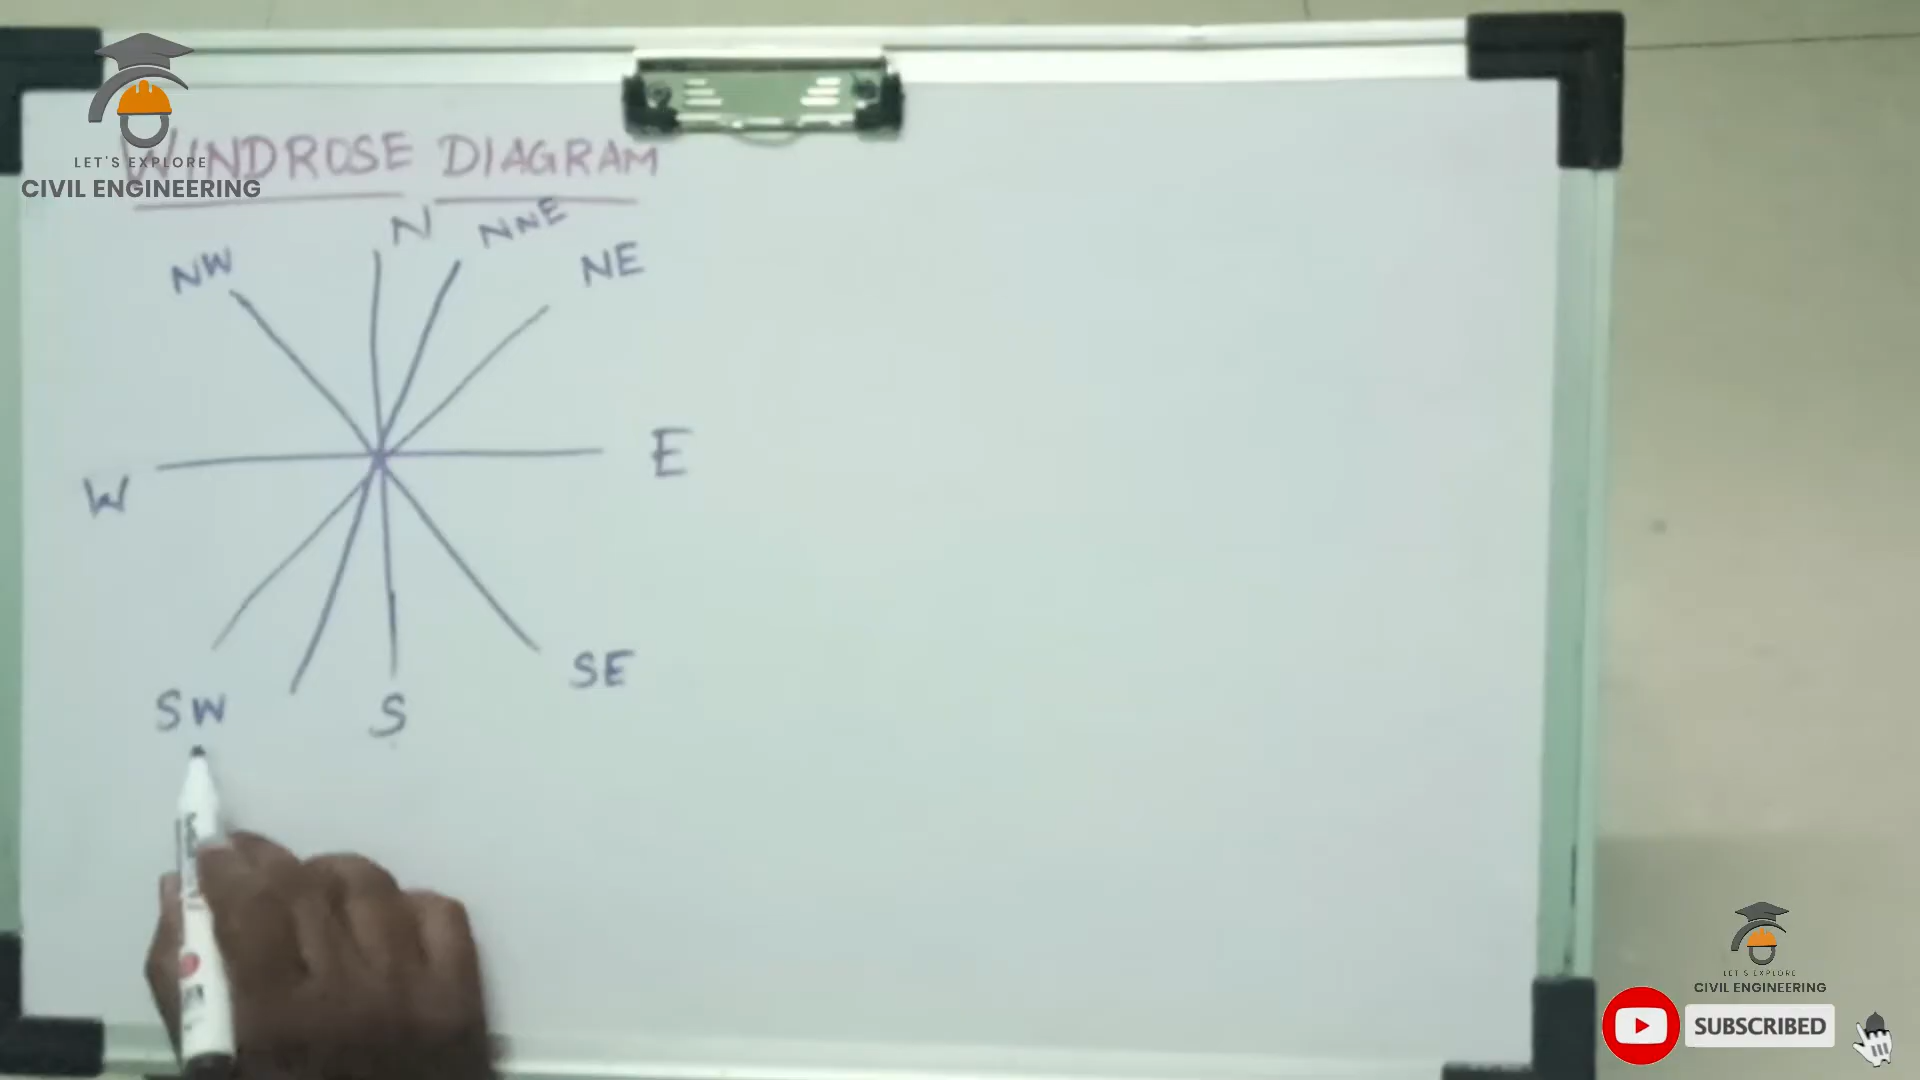 LET'S EXPLORE
CIVIL ENGINEERING
WINDROSE DIAGRAM
N
NNE
NW
NE
E
W
SE
SW
S
LET'S EXPLORE
CIVIL ENGINEERING
SUBSCRIBED